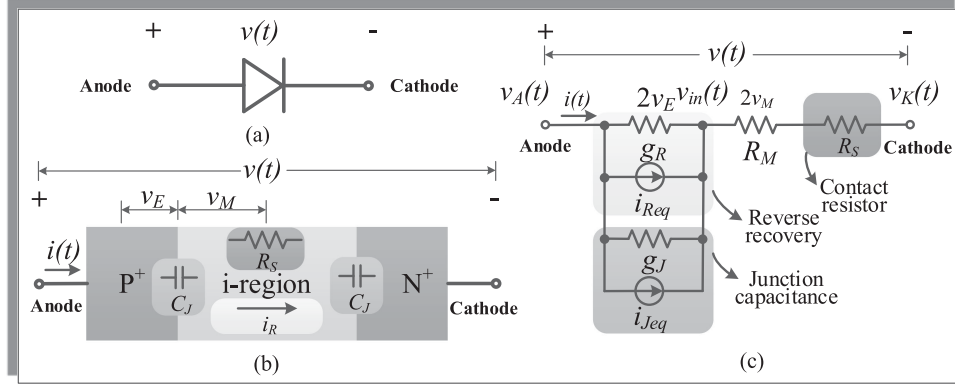 + v(t) -
Anode Cathode
(a)
v(t)
+ -
v_E v_M
i(t)
R_S
P^+ i-region N^+
C_J C_J
Anode Cathode
i_R
(b)
+ -
v(t)
v_A(t) i(t) 2v_E v_in(t) 2v_M v_K(t)
Anode R_M R_S Cathode
g_R
i_Req
Contact
resistor
Reverse
recovery
g_J
Junction
capacitance
i_Jeq
(c)